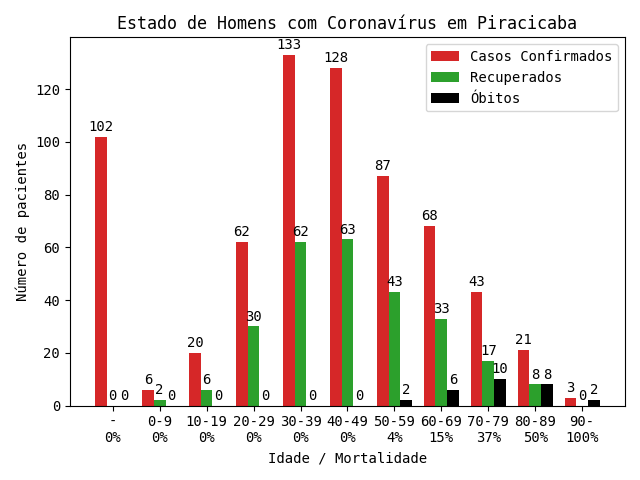 Estado de Homens com Coronavírus em Piracicaba
Casos Confirmados
Recuperados
Óbitos
Número de pacientes
120
100
80
60
40
20
0
102 0 0
6 2 0
20 6 0
62 30 0
133 62 0
128 63 0
87 43 2
68 33 6
43 17 10
21 8 8
3 0 2
- 0-9 10-19 20-29 30-39 40-49 50-59 60-69 70-79 80-89 90-
0% 0% 0% 0% 0% 0% 4% 15% 37% 50% 100%
Idade / Mortalidade